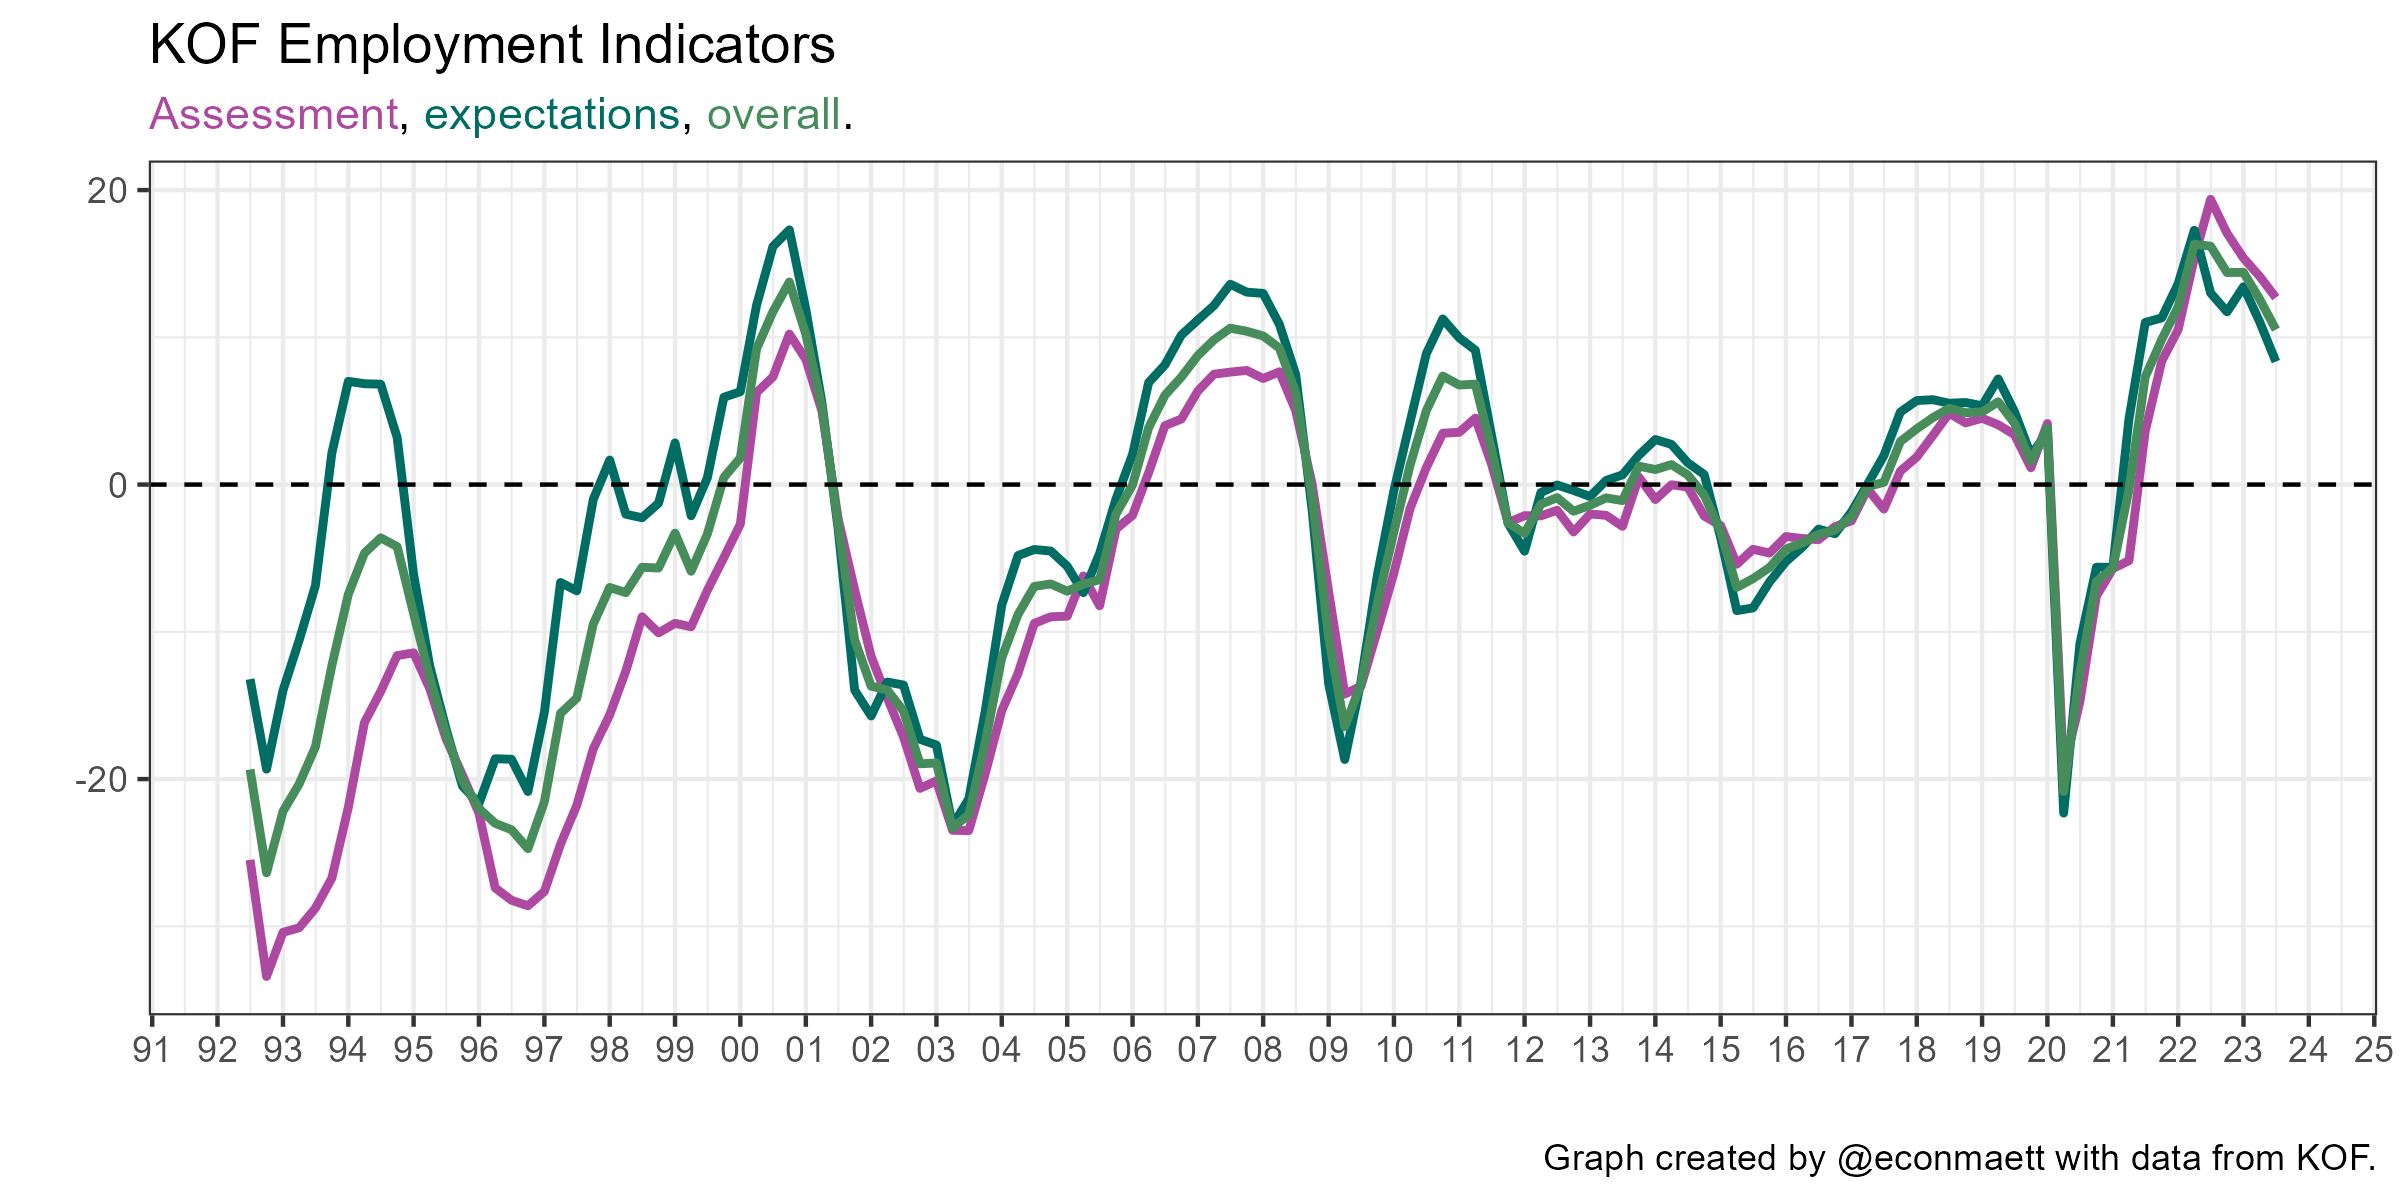 KOF Employment Indicators
Assessment, expectations, overall.
20
0
-20
91 92 93 94 95 96 97 98 99 00 01 02 03 04 05 06 07 08 09 10 11 12 13 14 15 16 17 18 19 20 21 22 23 24 25
Graph created by @econmaett with data from KOF.